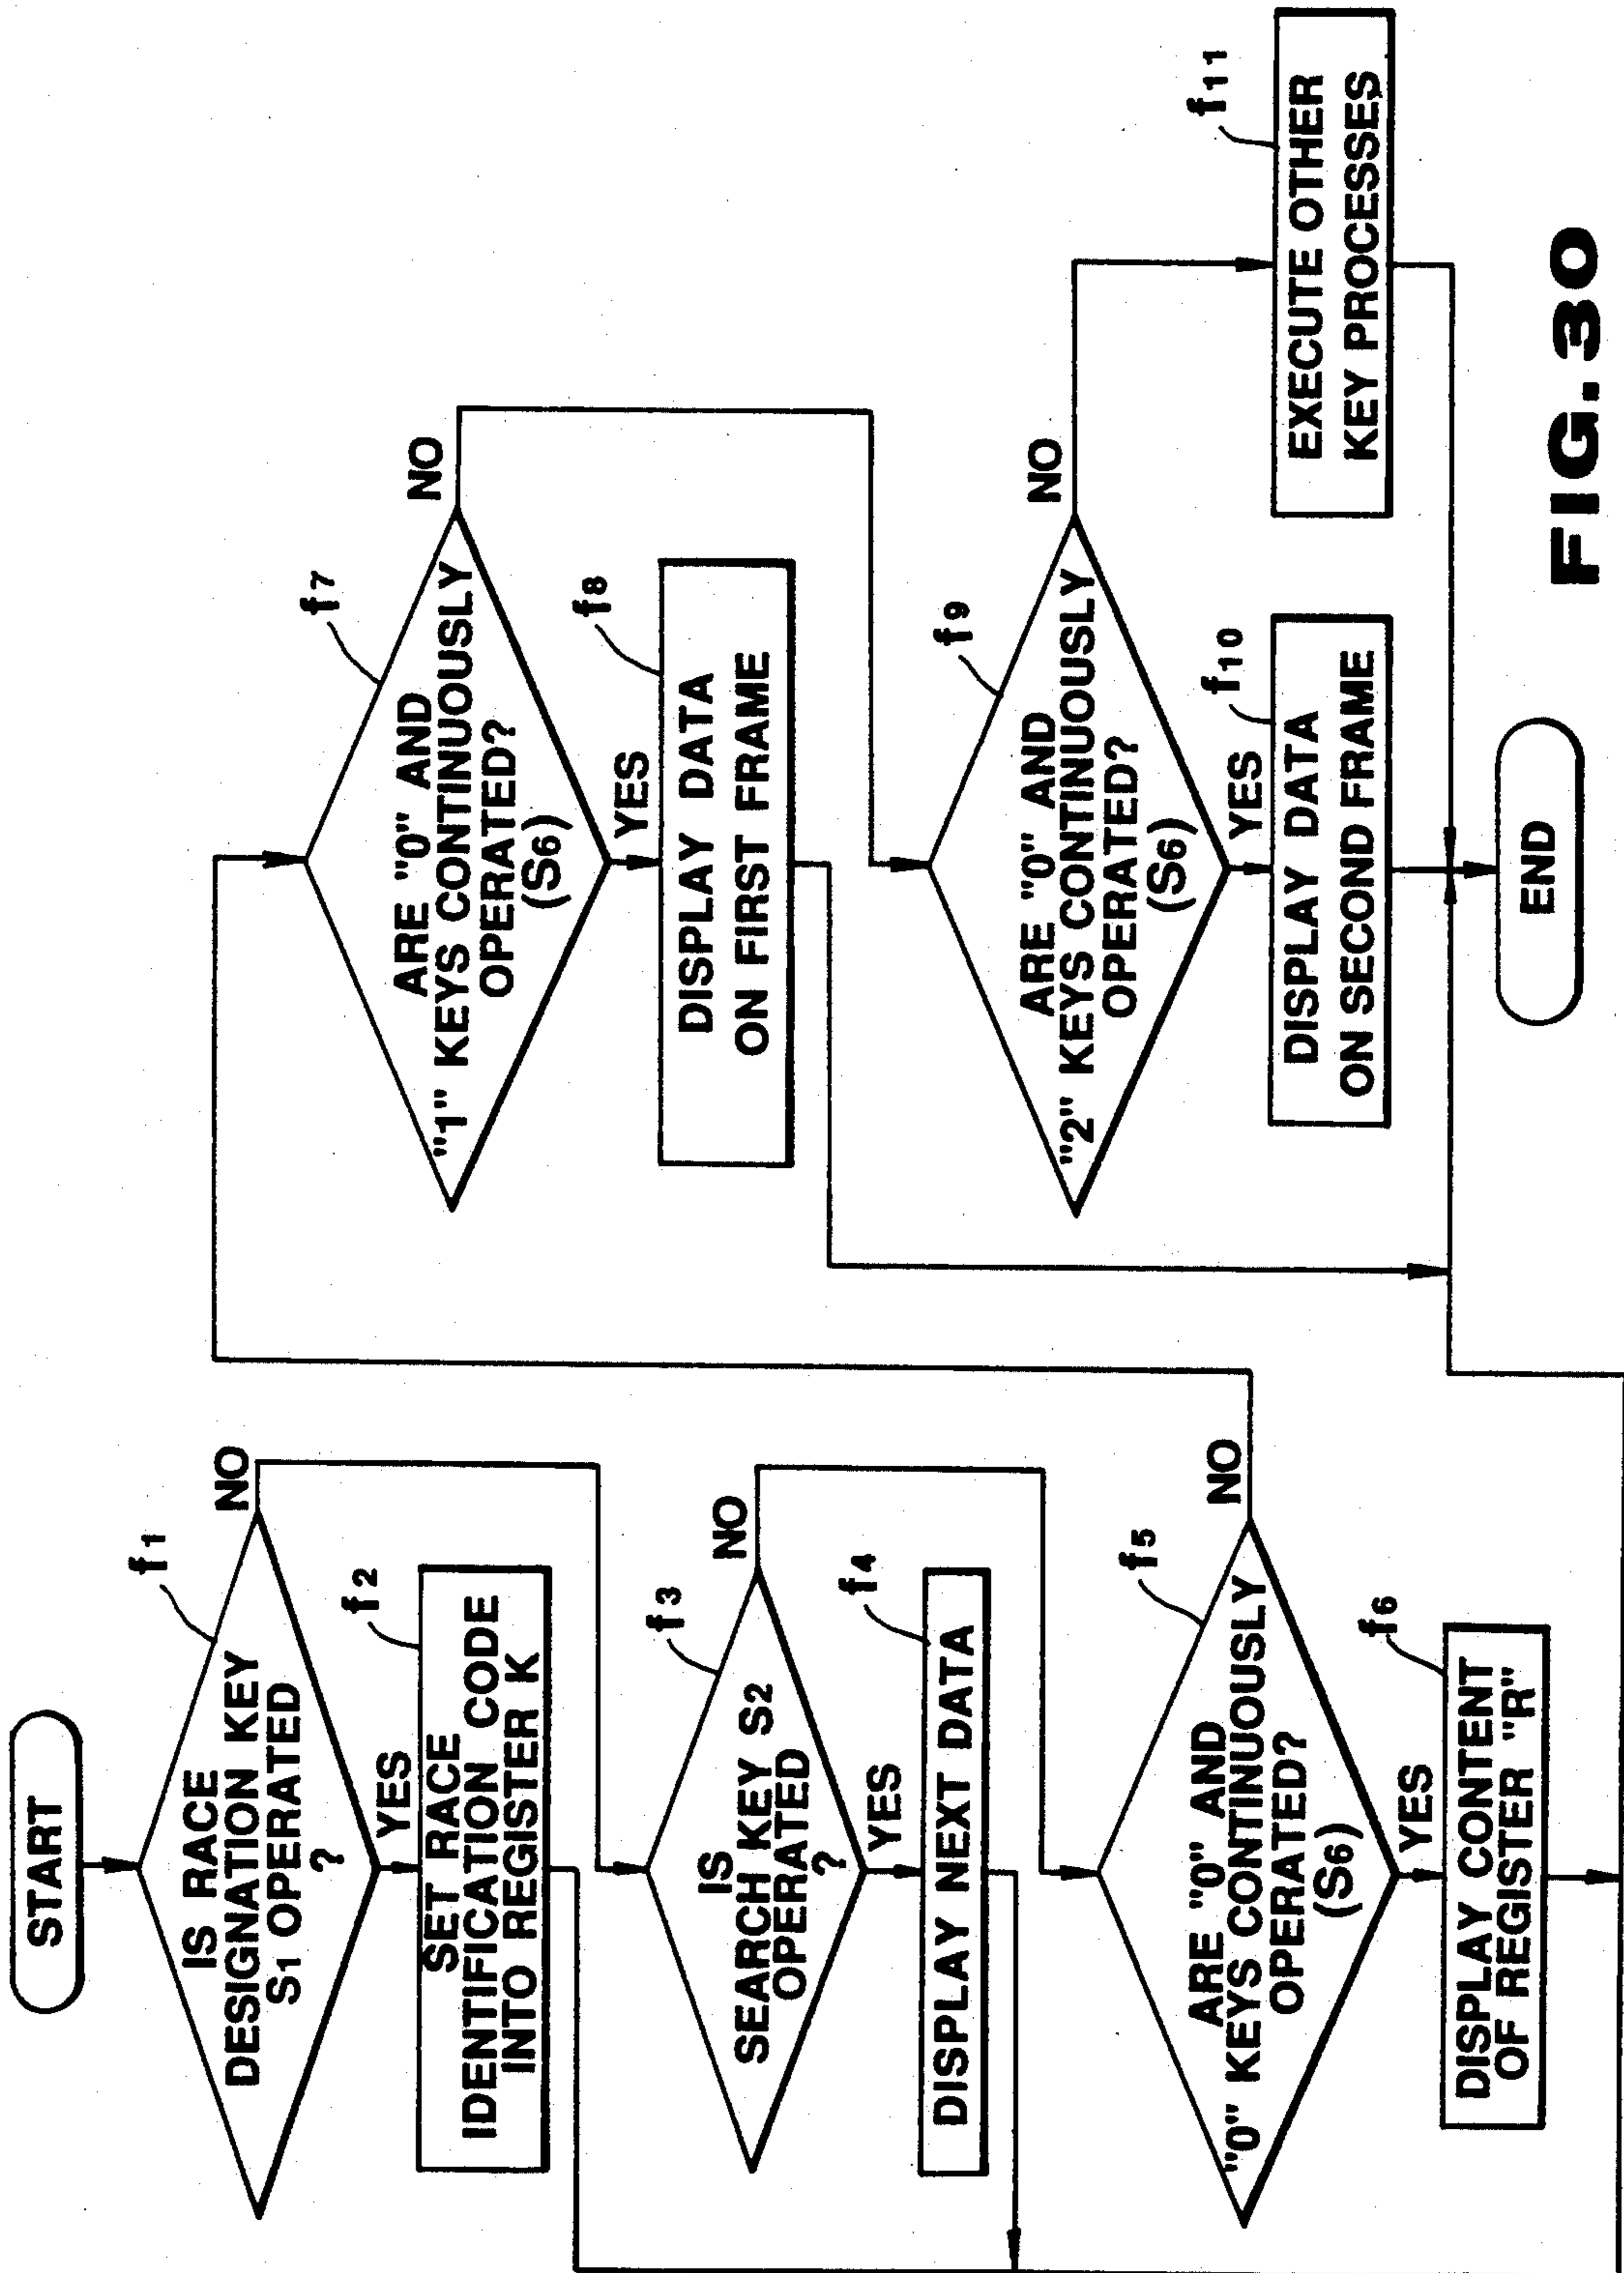 START
f1
IS RACE
DESIGNATION KEY
S1 OPERATED
?
NO
YES
f2
SET RACE
IDENTIFICATION CODE
INTO REGISTER K
f3
IS
SEARCH KEY S2
OPERATED
?
NO
YES
f4
DISPLAY NEXT DATA
f5
ARE "0" AND
"0" KEYS CONTINUOUSLY
OPERATED?
(S6)
NO
YES
f6
DISPLAY CONTENT
OF REGISTER "R"
f7
ARE "0" AND
"1" KEYS CONTINUOUSLY
OPERATED?
(S6)
NO
YES
f8
DISPLAY DATA
ON FIRST FRAME
f9
ARE "0" AND
"2" KEYS CONTINUOUSLY
OPERATED?
(S6)
NO
YES
f10
DISPLAY DATA
ON SECOND FRAME
f11
EXECUTE OTHER
KEY PROCESSES
END
FIG.30